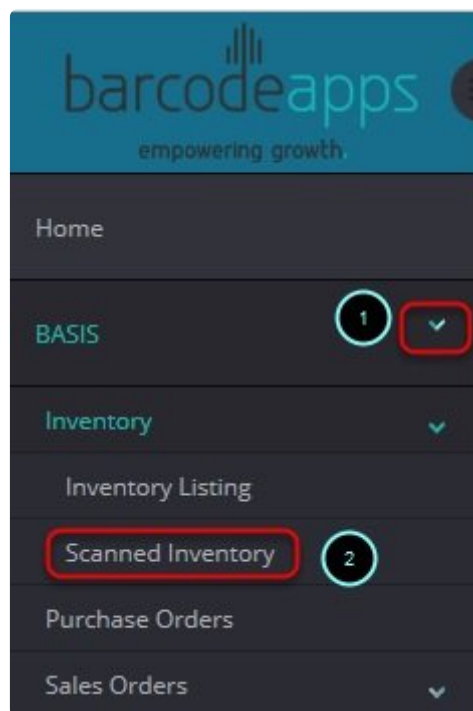 barcodeapps
empowering growth.
Home
BASIS
1
Inventory
Inventory Listing
Scanned Inventory
2
Purchase Orders
Sales Orders